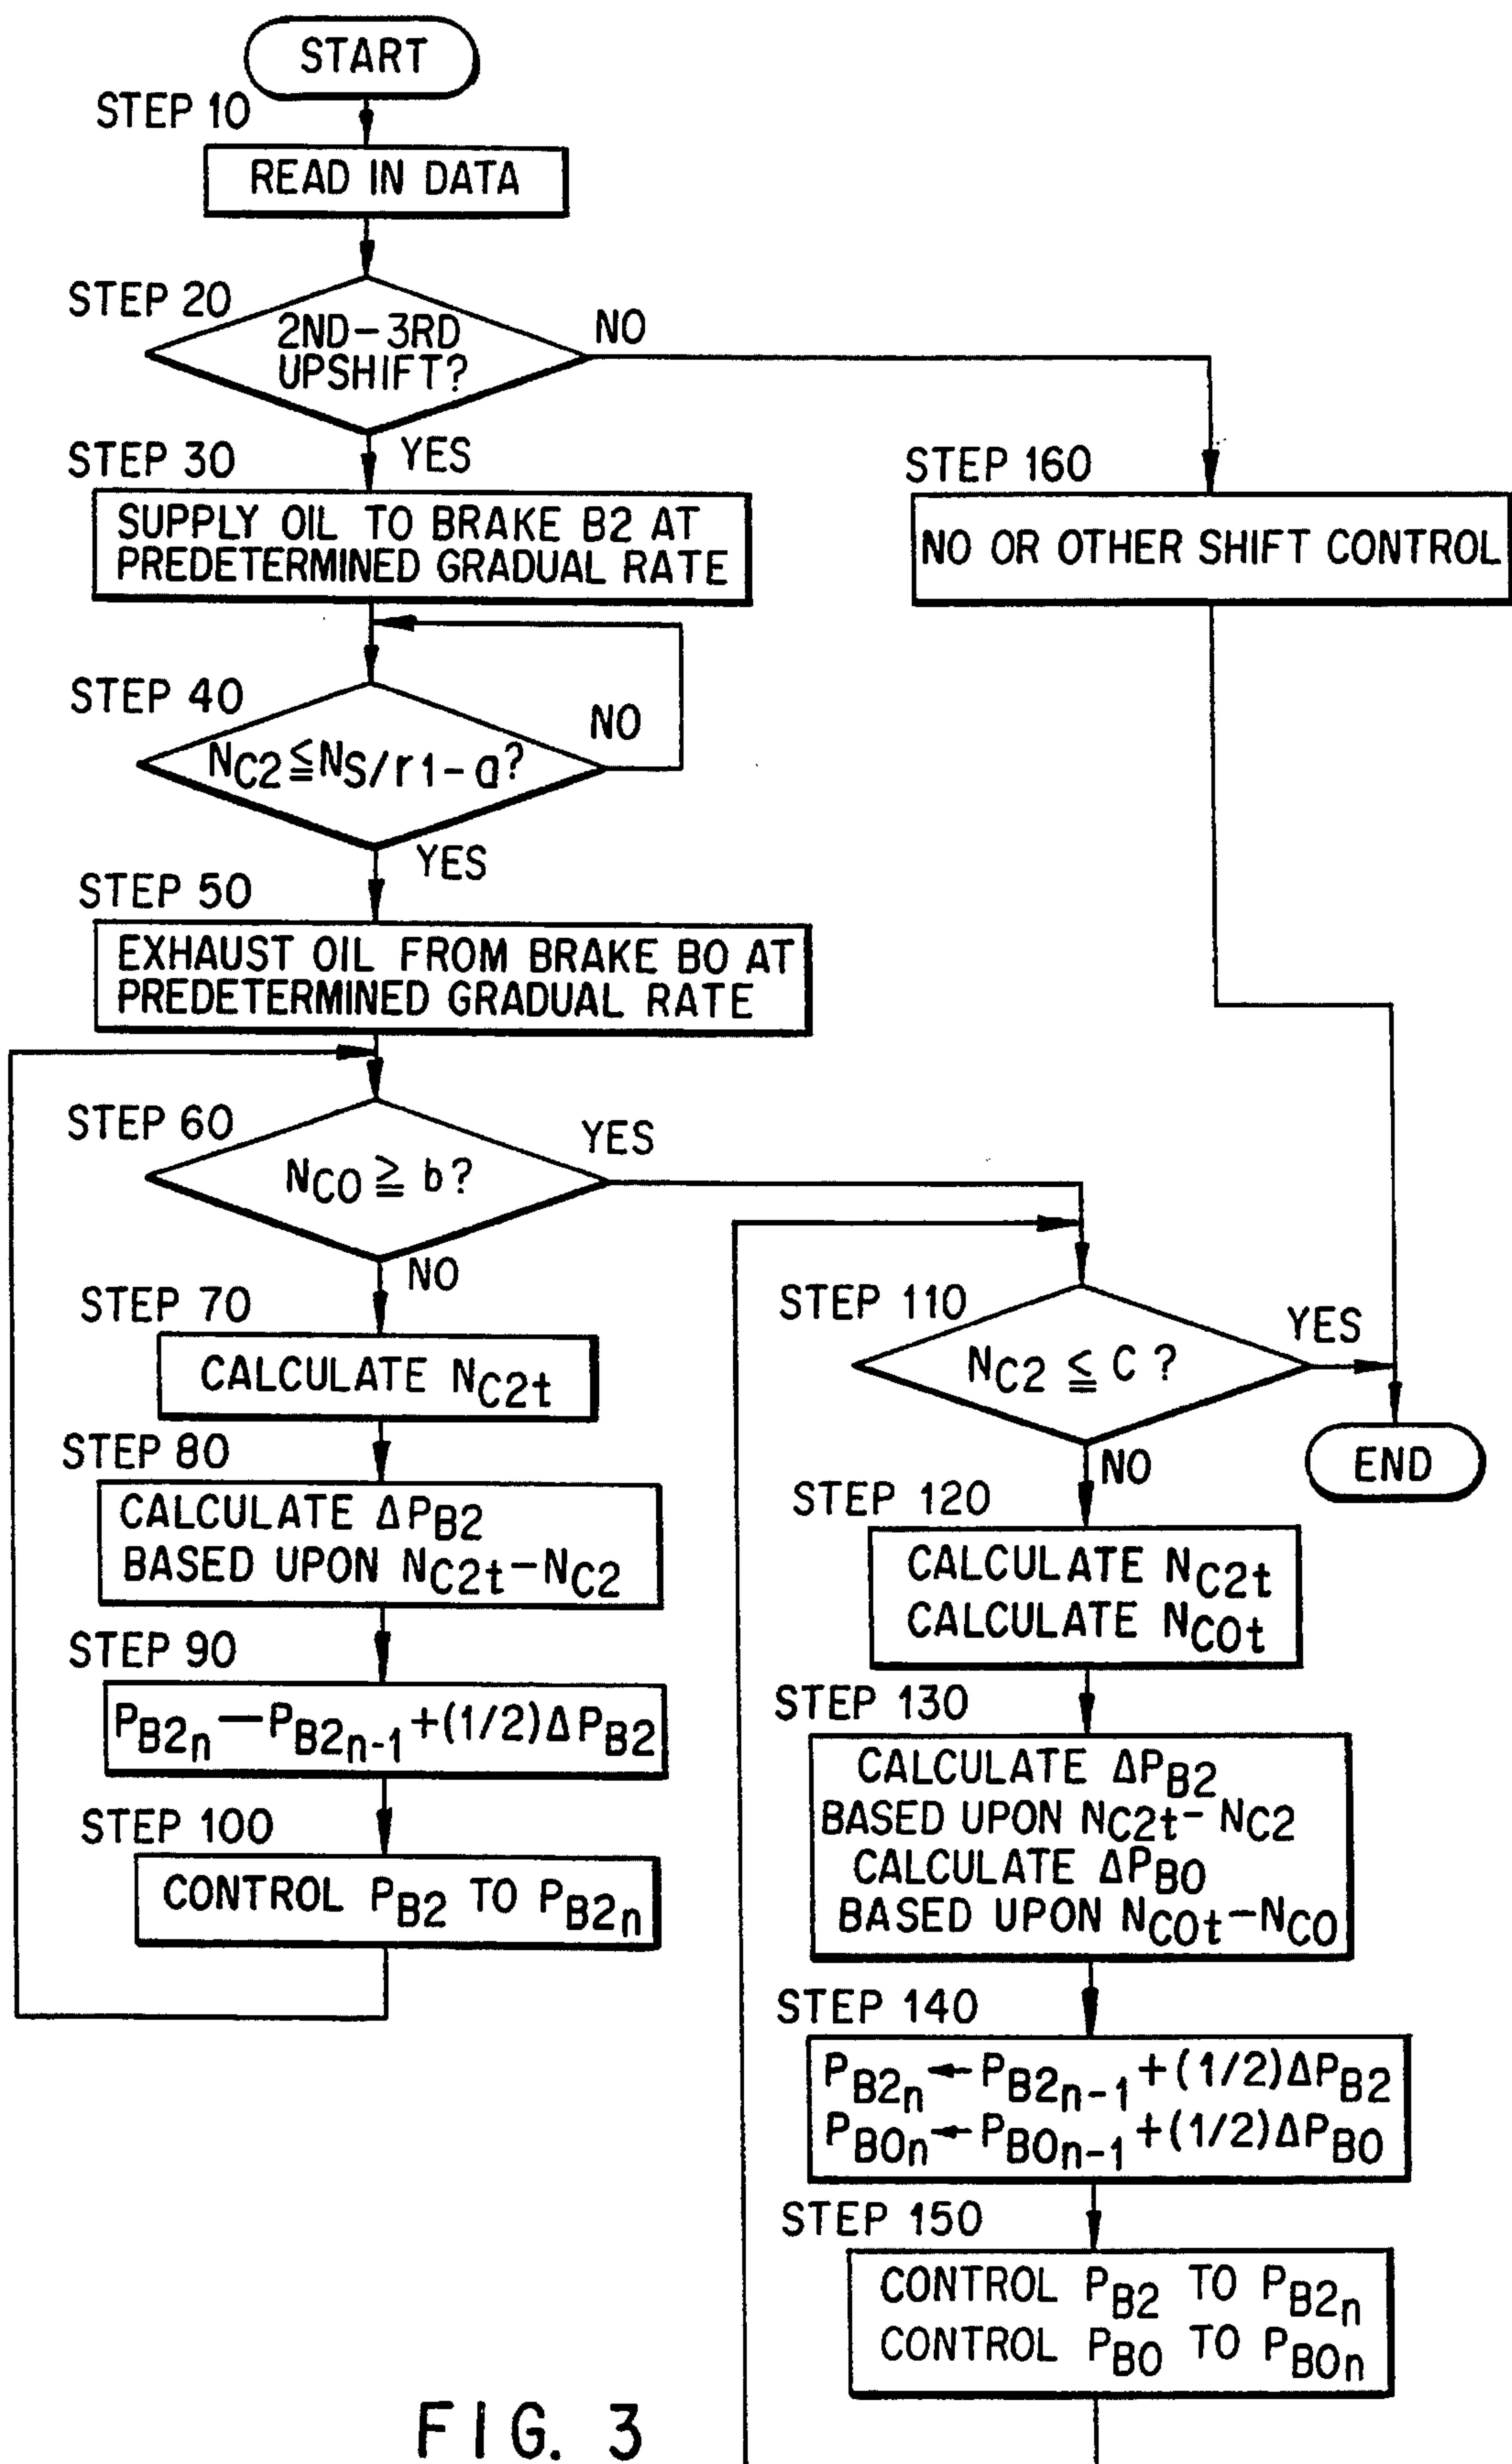 START
STEP 10
READ IN DATA
STEP 20
2ND-3RD
UPSHIFT?
NO
YES
STEP 30
SUPPLY OIL TO BRAKE B2 AT
PREDETERMINED GRADUAL RATE
STEP 160
NO OR OTHER SHIFT CONTROL
STEP 40
NC2≦NS/r1-a?
NO
YES
STEP 50
EXHAUST OIL FROM BRAKE B0 AT
PREDETERMINED GRADUAL RATE
STEP 60
NC0 ≧ b?
YES
NO
STEP 70
CALCULATE NC2t
STEP 80
CALCULATE ΔPB2
BASED UPON NC2t-NC2
STEP 90
PB2n—PB2n-1+(1/2)ΔPB2
STEP 100
CONTROL PB2 TO PB2n
STEP 110
NC2 ≦ C ?
YES
END
NO
STEP 120
CALCULATE NC2t
CALCULATE NC0t
STEP 130
CALCULATE ΔPB2
BASED UPON NC2t-NC2
CALCULATE ΔPB0
BASED UPON NC0t-NC0
STEP 140
PB2n←PB2n-1+(1/2)ΔPB2
PB0n←PB0n-1+(1/2)ΔPB0
STEP 150
CONTROL PB2 TO PB2n
CONTROL PB0 TO PB0n
FIG. 3